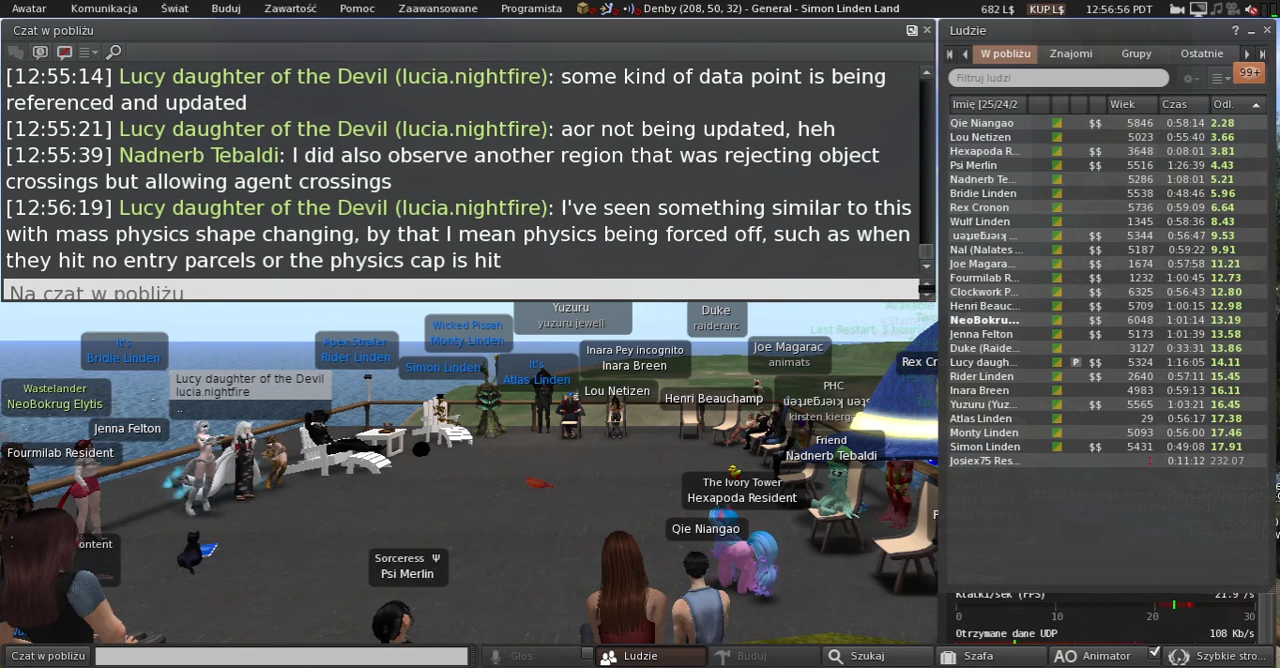 Awatar Komunikacja Świat Buduj Zawartość Pomoc Zaawansowane Programista Denby (208, 50, 32) - General - Simon Linden Land 682 L$ KUP L$ 12:56:56 PDT
Czat w pobliżu
[12:55:14] Lucy daughter of the Devil (lucia.nightfire): some kind of data point is being
referenced and updated
[12:55:21] Lucy daughter of the Devil (lucia.nightfire): aor not being updated, heh
[12:55:39] Nadnerb Tebaldi: I did also observe another region that was rejecting object
crossings but allowing agent crossings
[12:56:19] Lucy daughter of the Devil (lucia.nightfire): I've seen something similar to this
with mass physics shape changing, by that I mean physics being forced off, such as when
they hit no entry parcels or the physics cap is hit
Na czat w pobliżu
Yuzuru
yuzuru.jewell
Duke
raiderarc
Last Restart: 3 hours
Wicked Pissah
Monty Linden
It's
Bridie Linden
Apex Strafer
Rider Linden
Simon Linden
It's
Atlas Linden
Inara Pey incognito
Inara Breen
Joe Magarac
animats
Rex Cr
Lucy daughter of the Devil
lucia.nightfire
..
Wastelander
NeoBokrug Elytis
Lou Netizen
Henri Beauchamp
PHC
kirsten.kierg
Jenna Felton
Fourmilab Resident
Friend
Nadnerb Tebaldi
The Ivory Tower
Hexapoda Resident
Qie Niangao
Sorceress Ψ
Psi Merlin
Ludzie
W pobliżu Znajomi Grupy Ostatnie
Filtruj ludzi 99+
Imię [25/24/2 Wiek Czas Odl.
Qie Niangao $$ 5846 0:58:14 2.28
Lou Netizen 5023 0:55:40 3.66
Hexapoda R... $$ 3648 0:08:01 3.81
Psi Merlin $$ 5516 1:26:39 4.43
Nadnerb Te... 5286 1:08:01 5.21
Bridie Linden 5538 0:48:46 5.96
Rex Cronon 5736 0:59:09 6.64
Wulf Linden 1345 0:58:36 8.43
$$ 5344 0:56:47 9.53
Nal (Nalates ... $$ 5187 0:59:22 9.91
Joe Magara... $$ 1674 0:57:58 11.21
Fourmilab R... $$ 1232 1:00:45 12.73
Clockwork P... $$ 6325 0:56:43 12.80
Henri Beauc... $$ 5709 1:00:15 12.98
NeoBokru... $$ 6048 1:01:14 13.19
Jenna Felton $$ 5173 1:01:39 13.58
Duke (Raide... 327 0:33:31 13.86
Lucy daugh... P $$ 5324 1:16:05 14.11
Rider Linden $$ 2640 0:57:11 15.45
Inara Breen 4983 0:59:13 16.11
Yuzuru (Yuz... $$ 5565 1:03:21 16.45
Atlas Linden 29 0:56:17 17.38
Monty Linden 5093 0:56:00 17.46
Simon Linden $$ 5431 0:49:08 17.91
Josiex75 Res... 1 0:11:12 232.07
Klatki/sek (FPS) 21.9 /s
0 10 20 30
Otrzymane dane UDP 108 Kb/s
Czat w pobliżu Głos Ludzie Buduj Szukaj Szafa AO Animator Szybkie stro...